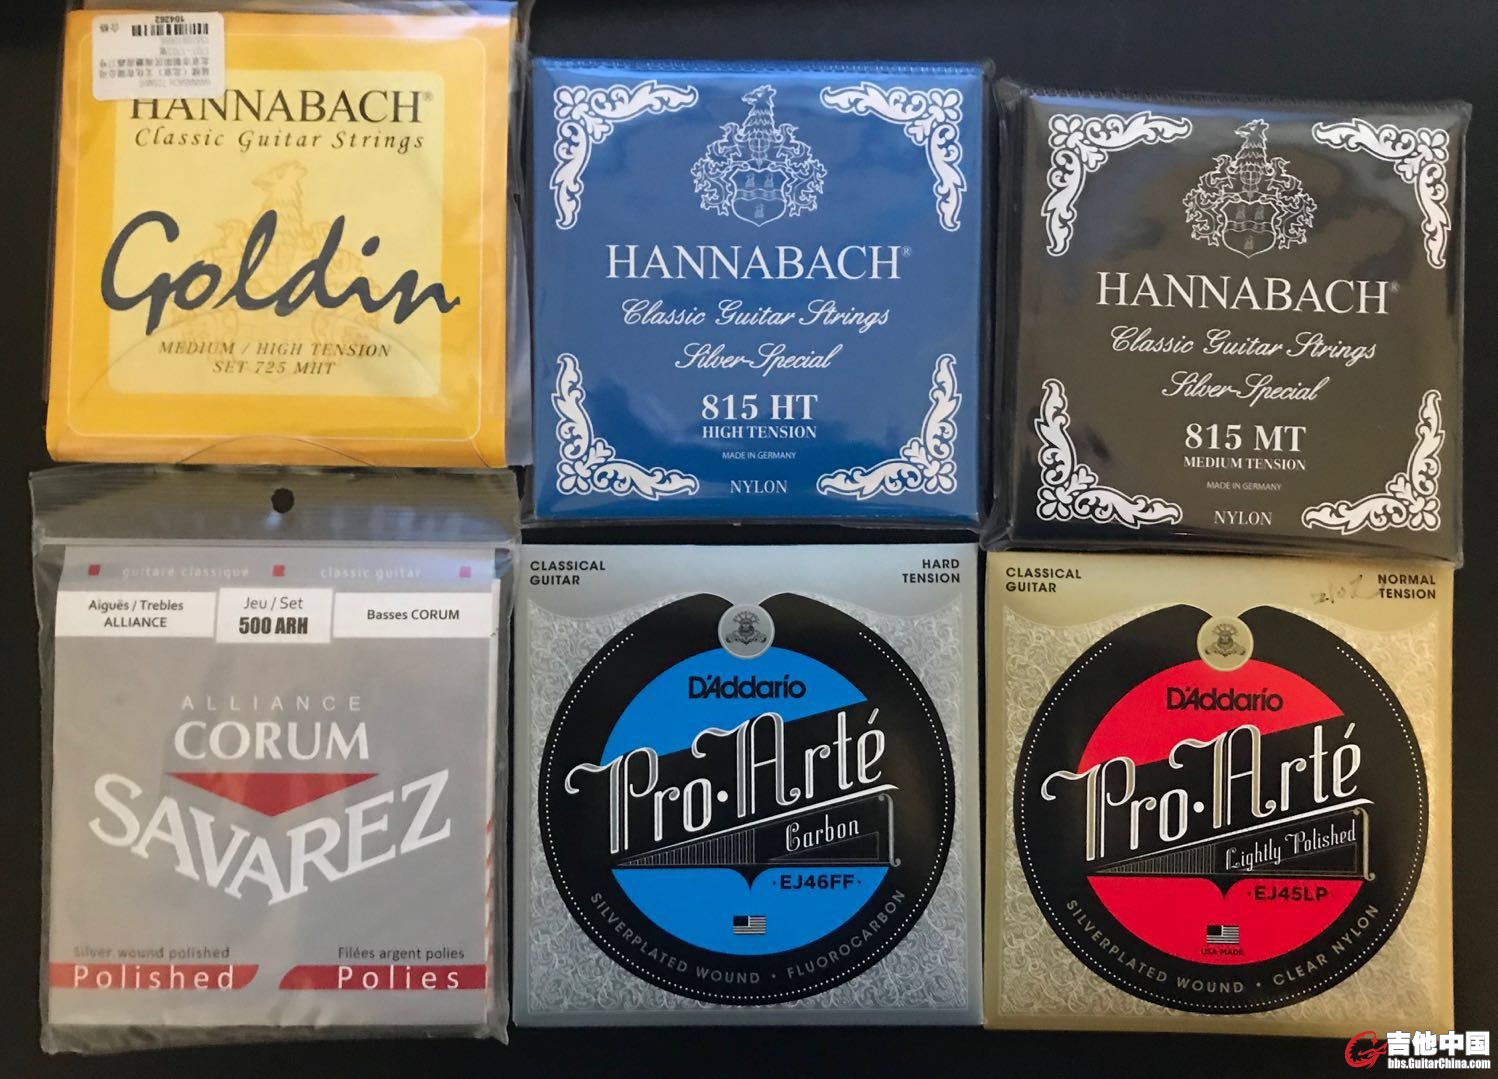 104262
HANNABACH®
Classic Guitar Strings
Goldin
MEDIUM / HIGH TENSION
SET 725 MHT
HANNABACH®
Classic Guitar Strings
Silver-Special
815 HT
HIGH TENSION
MADE IN GERMANY
NYLON
HANNABACH®
Classic Guitar Strings
Silver-Special
815 MT
MEDIUM TENSION
MADE IN GERMANY
NYLON
guitare classique classic guitar
Aiguës / Trebles
ALLIANCE
Jeu / Set
500 ARH
Basses CORUM
ALLIANCE
CORUM
SAVAREZ
Silver wound polished
Polished
Filées argent polies
Polies
CLASSICAL
GUITAR
HARD
TENSION
D'Addario
Pro·Arté
Carbon
·EJ46FF·
SILVERPLATED WOUND · FLUOROCARBON
CLASSICAL
GUITAR
NORMAL
TENSION
D'Addario
Pro·Arté
Lightly Polished
·EJ45LP·
USA MADE
SILVERPLATED WOUND · CLEAR NYLON
吉他中国
bbs.GuitarChina.com